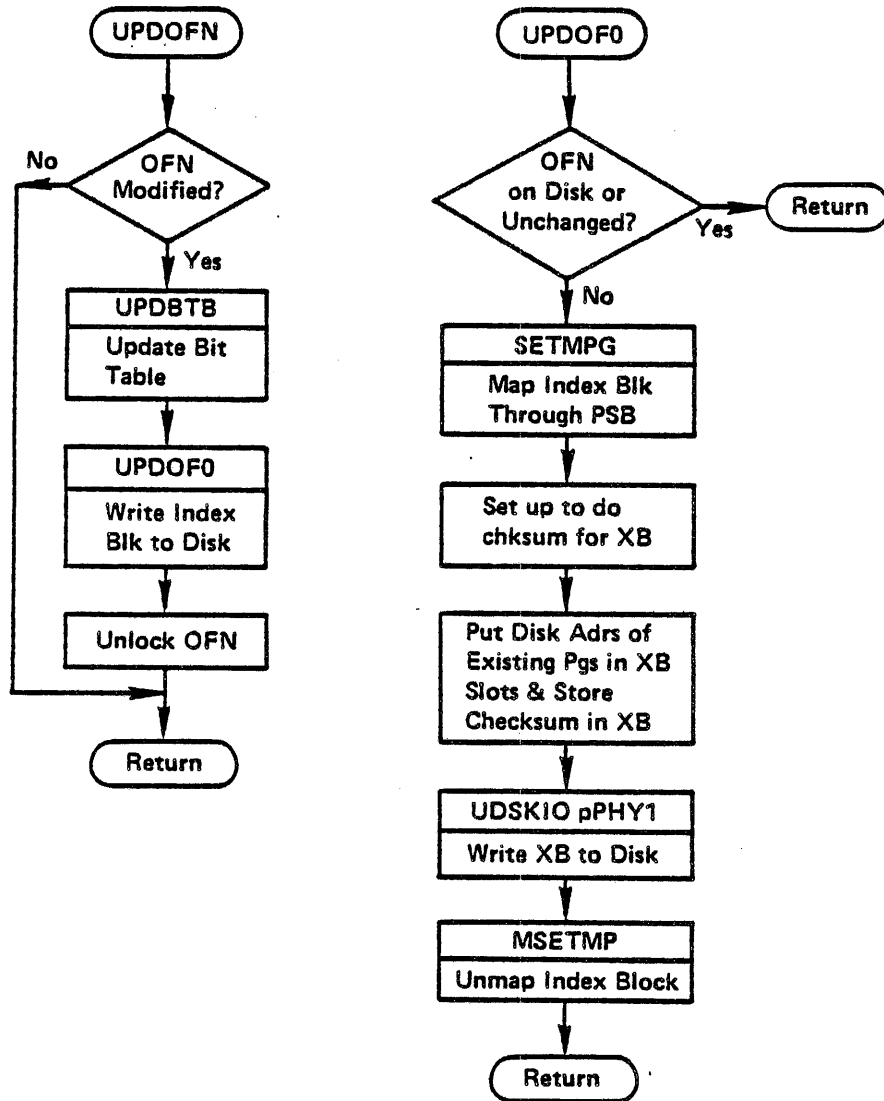 UPDOFN
No
OFN
Modified?
Yes
UPDBTB
Update Bit
Table
UPDOF0
Write Index
Blk to Disk
Unlock OFN
Return
UPDOF0
OFN
on Disk or
Unchanged?
Yes
Return
No
SETMPG
Map Index Blk
Through PSB
Set up to do
chksum for XB
Put Disk Adrs of
Existing Pgs in XB
Slots & Store
Checksum in XB
UDSKIO pPHY1
Write XB to Disk
MSETMP
Unmap Index Block
Return